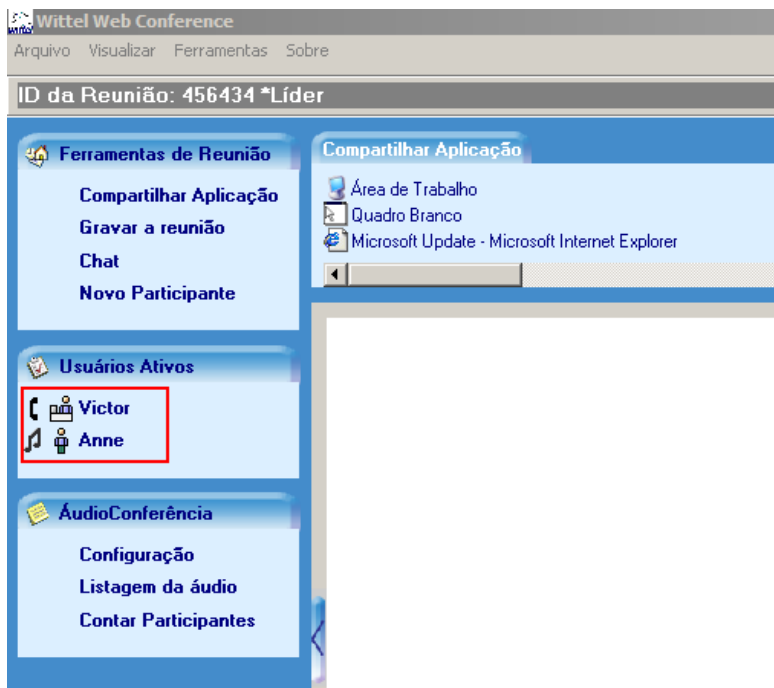 Wittel Web Conference
Arquivo Visualizar Ferramentas Sobre
ID da Reunião: 456434 *Líder
Ferramentas de Reunião
Compartilhar Aplicação
Gravar a reunião
Chat
Novo Participante
Usuários Ativos
Victor
Anne
ÁudioConferência
Configuração
Listagem da áudio
Contar Participantes
Compartilhar Aplicação
Área de Trabalho
Quadro Branco
Microsoft Update - Microsoft Internet Explorer